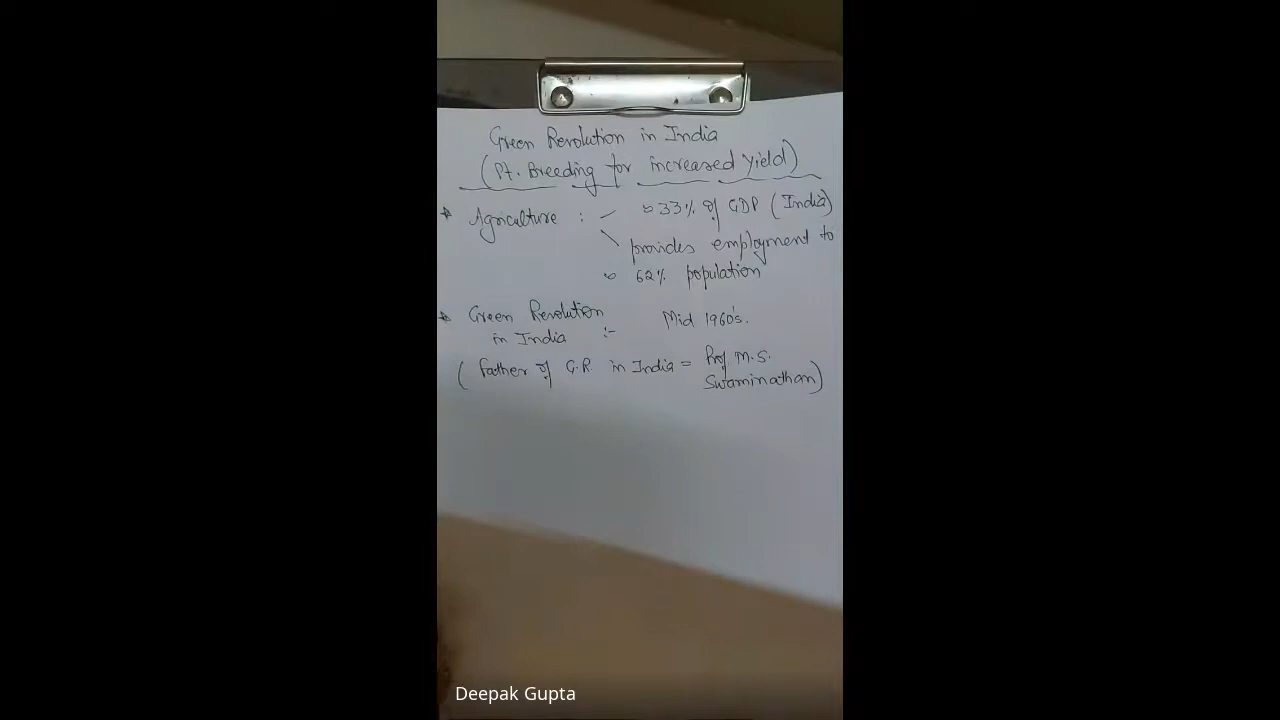 Green Revolution in India
(Pt. Breeding for increased yield)
* Agriculture : - ~ 33% of GDP (India)
\ provides employment to
~ 62% population
* Green Revolution
in India :- Mid 1960's.
(Father of G.R. in India = Prof M.S.
Swaminathan)
Deepak Gupta